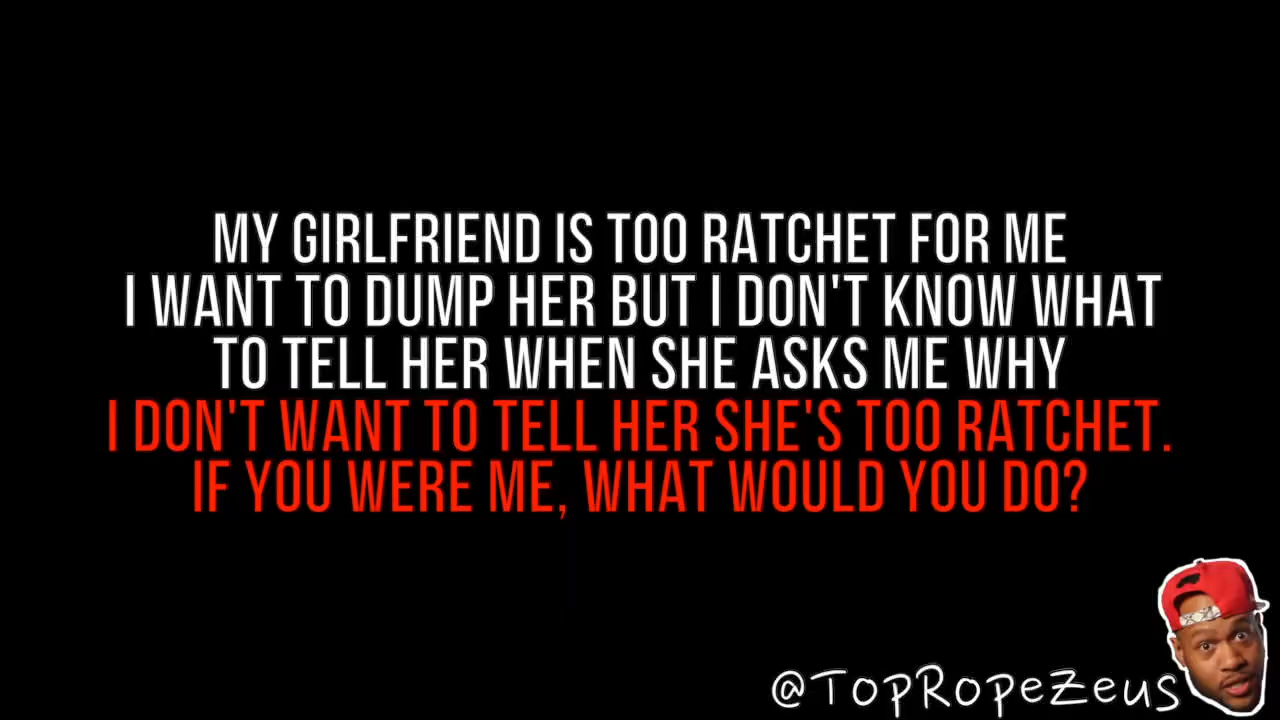 MY GIRLFRIEND IS TOO RATCHET FOR ME
I WANT TO DUMP HER BUT I DON'T KNOW WHAT
TO TELL HER WHEN SHE ASKS ME WHY
I DON'T WANT TO TELL HER SHE'S TOO RATCHET.
IF YOU WERE ME, WHAT WOULD YOU DO?
@TopRopeZeus